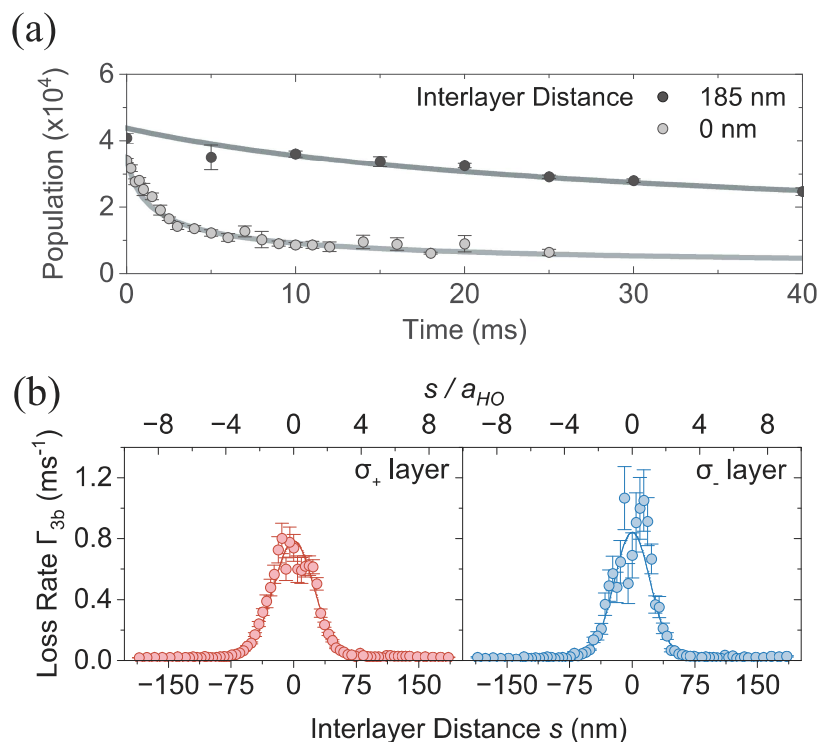 (a)
Population (x10⁴)
6
4
2
0
Interlayer Distance
185 nm
0 nm
0
10
20
30
40
Time (ms)
(b)
s / a_HO
−8 −4 0 4 8
−8 −4 0 4 8
Loss Rate Γ₃b (ms⁻¹)
1.2
0.8
0.4
0.0
σ₊ layer
σ₋ layer
−150 −75 0 75 150
−150 −75 0 75 150
Interlayer Distance s (nm)